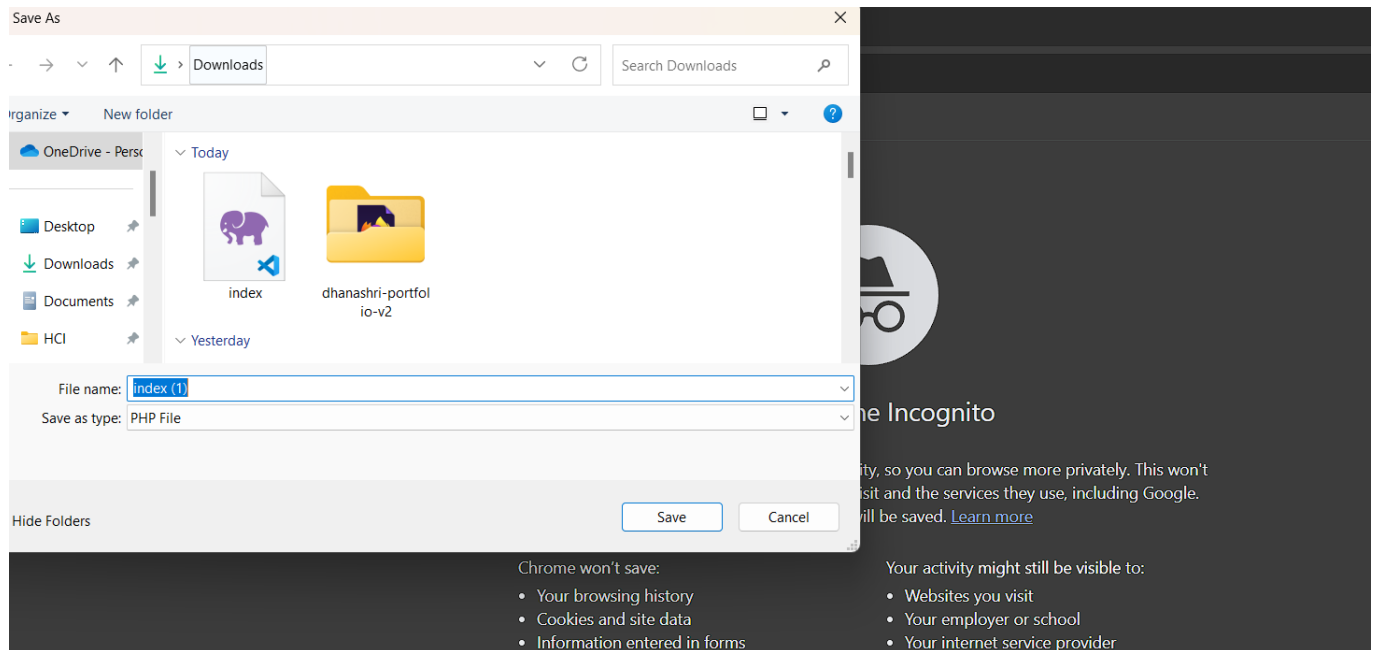 Save As
Downloads
Search Downloads
rganize
New folder
OneDrive - Perso
Today
Desktop
Downloads
Documents
HCI
index
dhanashri-portfol
io-v2
Yesterday
File name: index (1)
Save as type: PHP File
Hide Folders
Save
Cancel
ne Incognito
ity, so you can browse more privately. This won't
isit and the services they use, including Google.
vill be saved. Learn more
Chrome won't save:
• Your browsing history
• Cookies and site data
• Information entered in forms
Your activity might still be visible to:
• Websites you visit
• Your employer or school
• Your internet service provider